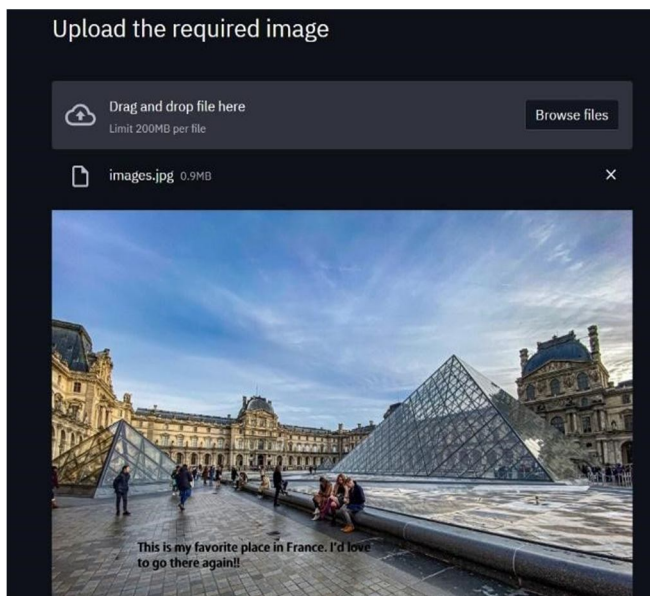 Upload the required image
Drag and drop file here
Limit 200MB per file
Browse files
images.jpg 0.9MB
This is my favorite place in France. I'd love
to go there again!!